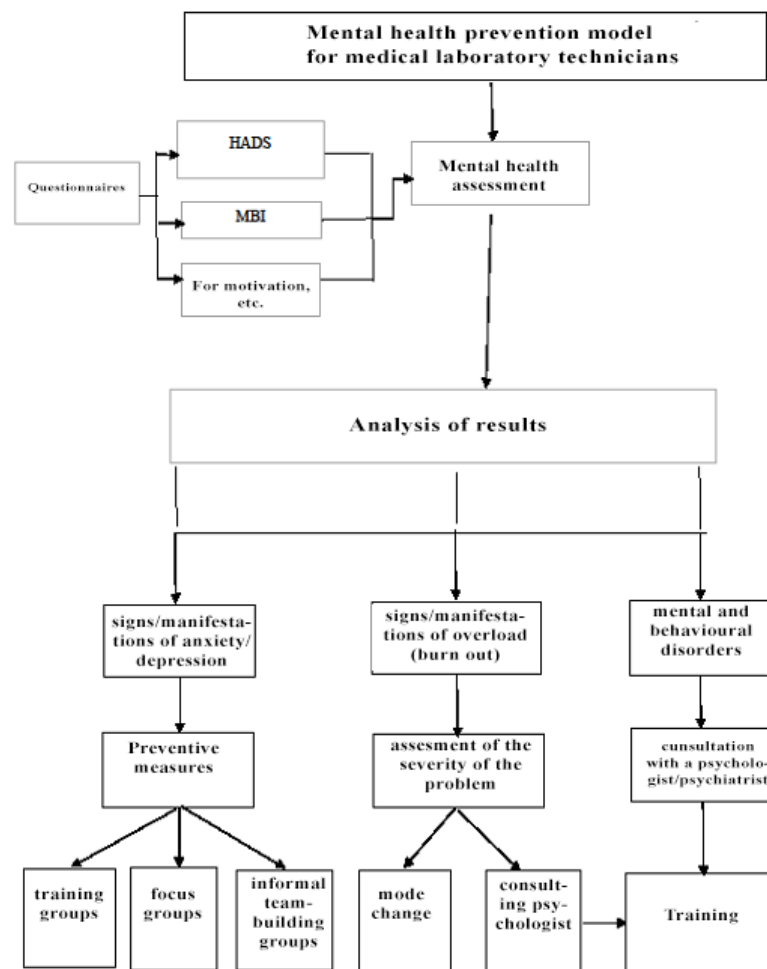 Mental health prevention model
for medical laboratory technicians
HADS
Mental health
assessment
Questionnaires
MBI
For motivation,
etc.
Analysis of results
signs/manifesta-
tions of anxiety/
depression
signs/manifesta-
tions of overload
(burn out)
mental and
behavioural
disorders
Preventive
measures
assesment of the
severity of the
problem
cunsultation
with a psycholo-
gist/psychiatrist
training
groups
focus
groups
informal
team-
building
groups
mode
change
consult-
ing psy-
chologist
Training